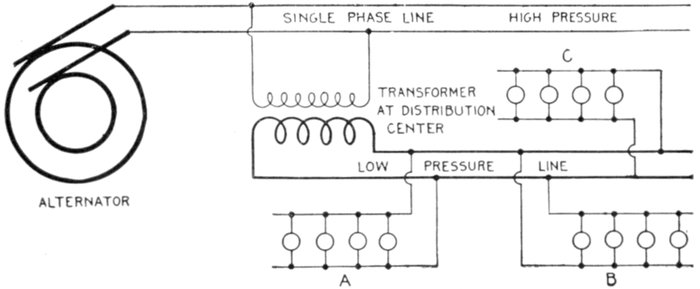 SINGLE PHASE LINE HIGH PRESSURE
C
TRANSFORMER
AT DISTRIBUTION
CENTER
LOW PRESSURE LINE
ALTERNATOR
A
B